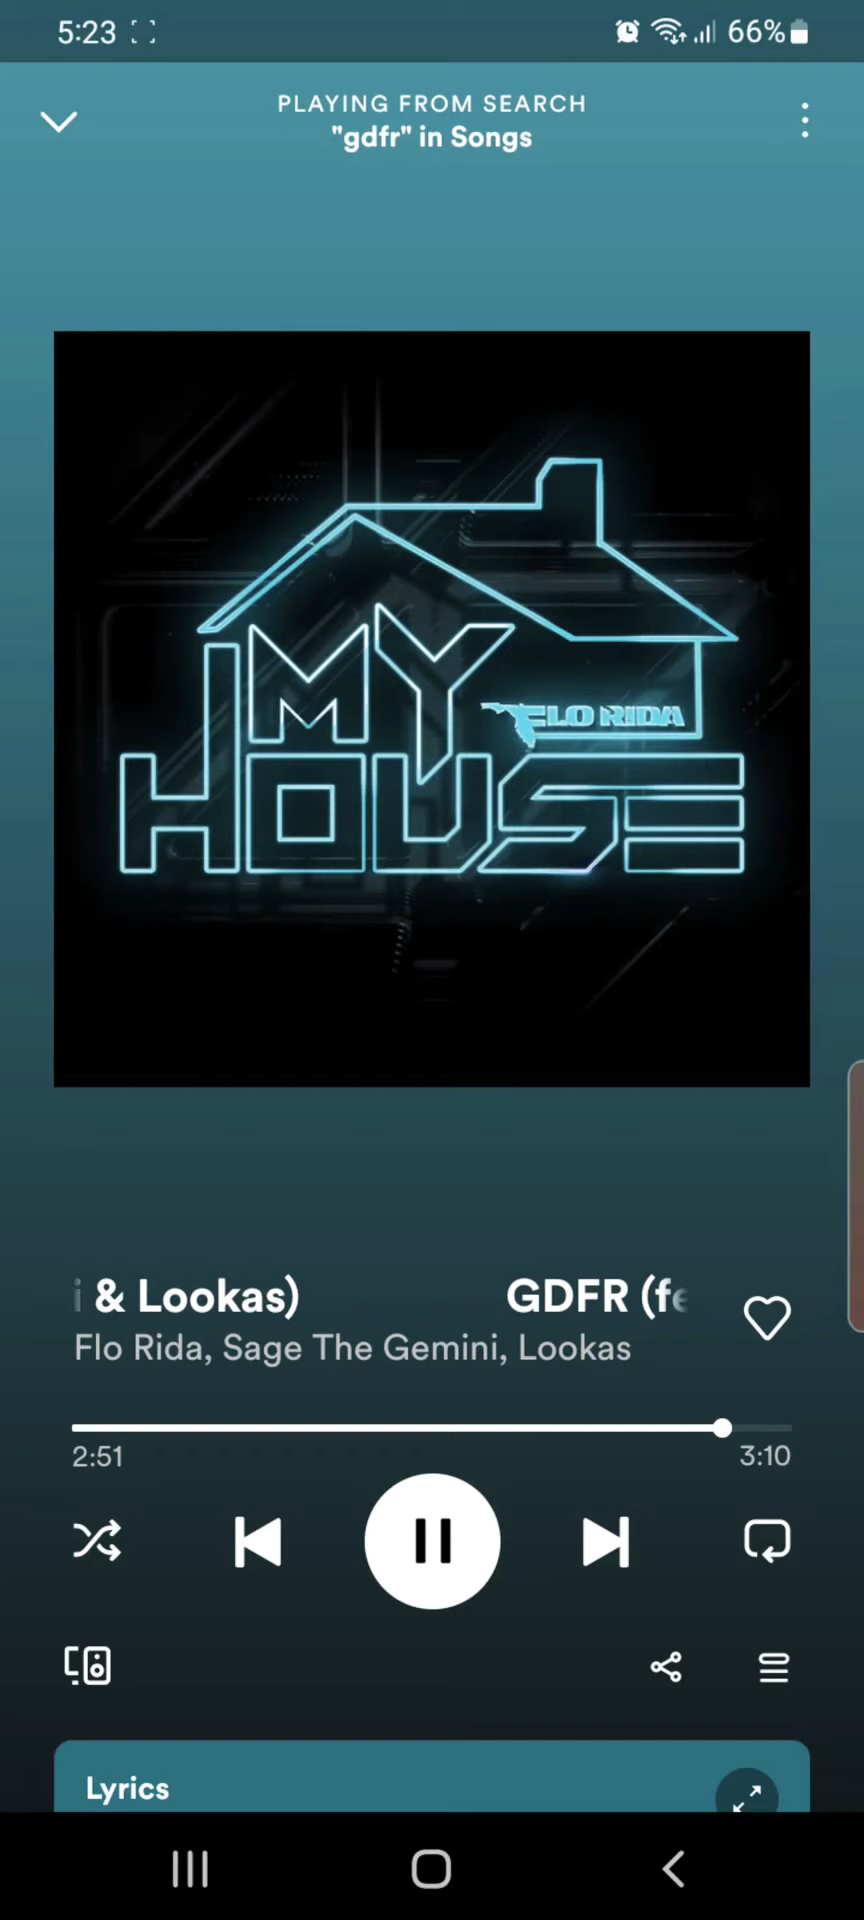 5:23 66%
PLAYING FROM SEARCH
"gdfr" in Songs
MY
FLO RIDA
HOUSE
& Lookas) GDFR (fe
Flo Rida, Sage The Gemini, Lookas
2:51 3:10
Lyrics